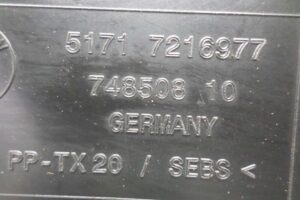 5171 7216977
748508 10
GERMANY
PP-TX20 / SEBS <